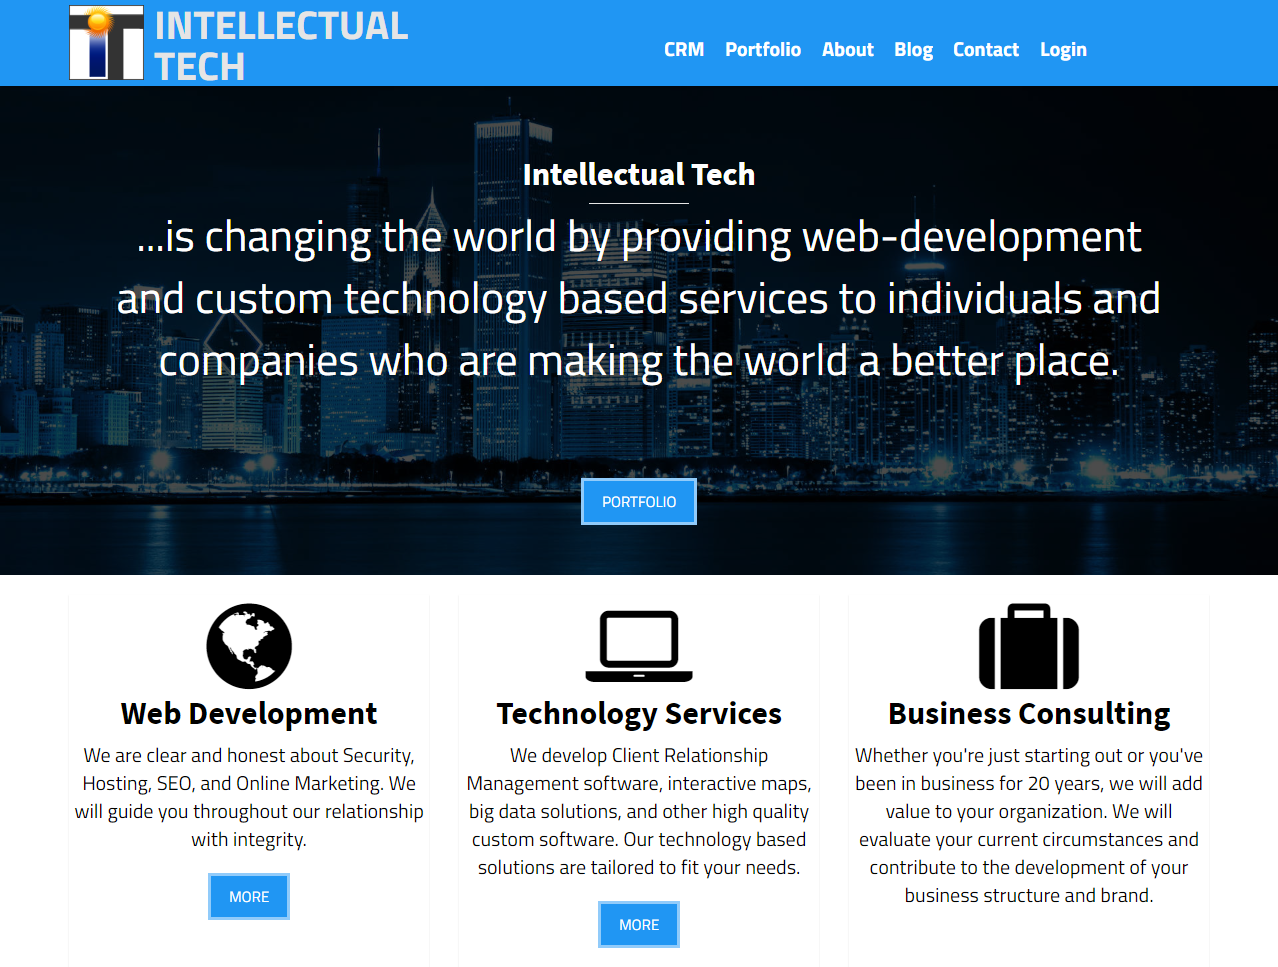 INTELLECTUAL
TECH
CRM Portfolio About Blog Contact Login
Intellectual Tech
...is changing the world by providing web-development
and custom technology based services to individuals and
companies who are making the world a better place.
PORTFOLIO
Web Development
We are clear and honest about Security,
Hosting, SEO, and Online Marketing. We
will guide you throughout our relationship
with integrity.
MORE
Technology Services
We develop Client Relationship
Management software, interactive maps,
big data solutions, and other high quality
custom software. Our technology based
solutions are tailored to fit your needs.
MORE
Business Consulting
Whether you're just starting out or you've
been in business for 20 years, we will add
value to your organization. We will
evaluate your current circumstances and
contribute to the development of your
business structure and brand.